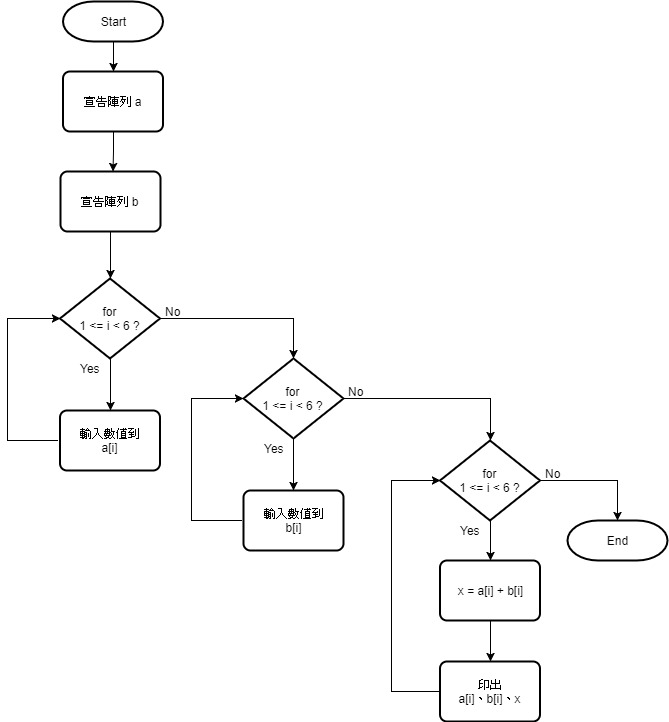 Start
宣告陣列 a
宣告陣列 b
for
1 <= i < 6 ?
No
Yes
輸入數值到
a[i]
for
1 <= i < 6 ?
No
Yes
輸入數值到
b[i]
for
1 <= i < 6 ?
No
Yes
End
x = a[i] + b[i]
印出
a[i]、b[i]、x